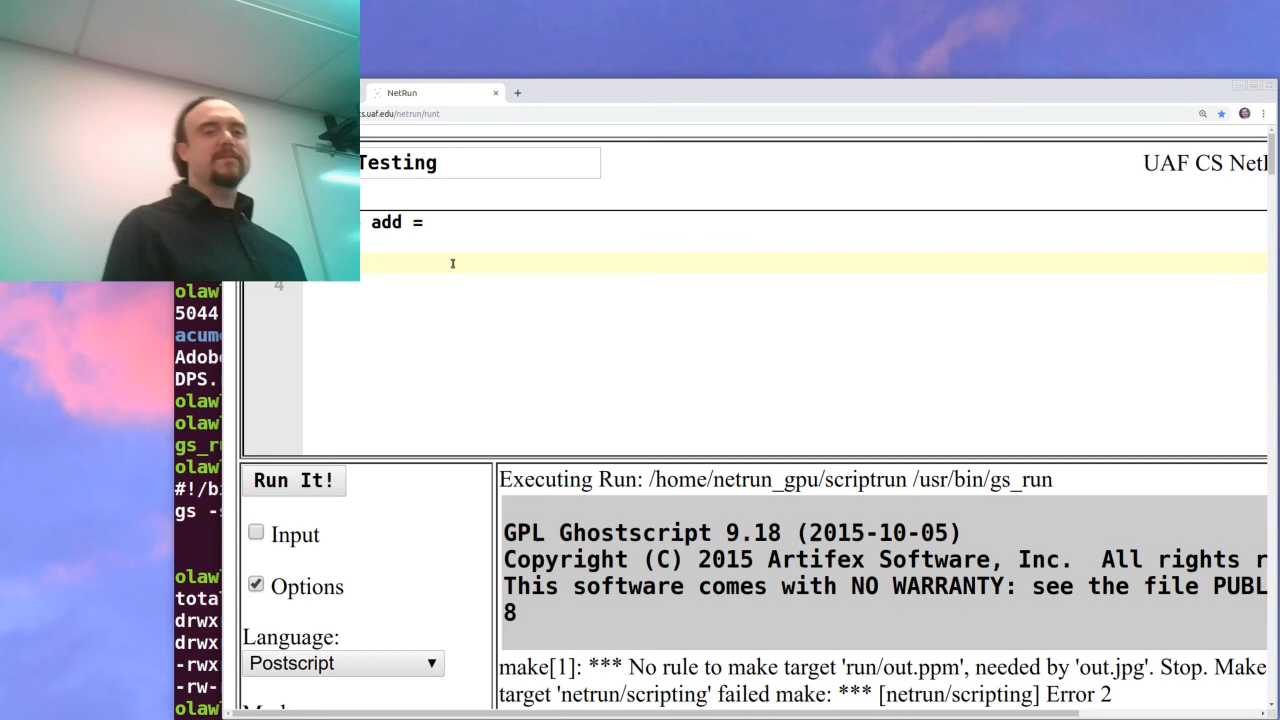 NetRun
s.uaf.edu/netrun/runt
Testing
UAF CS Net
add =
4
olaw
5044
acum
Adob
DPS.
olaw
olaw
gs_r
olaw
#!/b
gs -
olaw
tota
drwx
drwx
-rwx
-rw-
olaw
Run It!
Input
Options
Language:
Postscript
Executing Run: /home/netrun_gpu/scriptrun /usr/bin/gs_run
GPL Ghostscript 9.18 (2015-10-05)
Copyright (C) 2015 Artifex Software, Inc. All rights r
This software comes with NO WARRANTY: see the file PUBL
8
make[1]: *** No rule to make target 'run/out.ppm', needed by 'out.jpg'. Stop. Make
target 'netrun/scripting' failed make: *** [netrun/scripting] Error 2